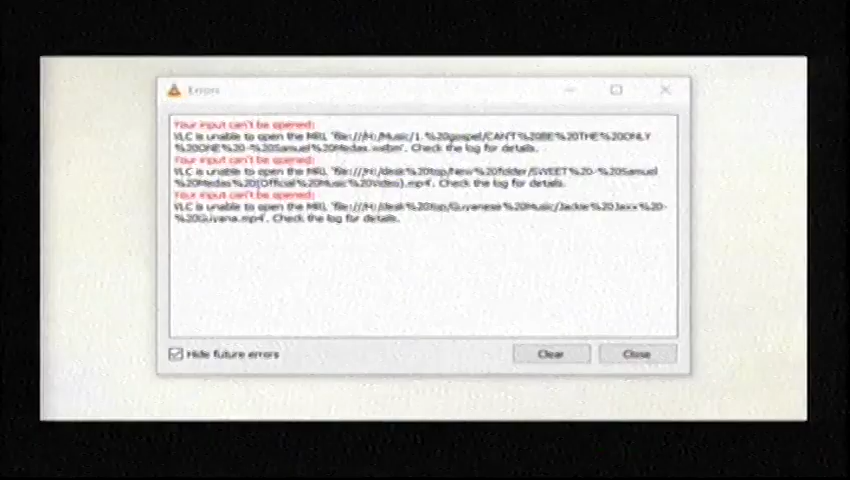 Errors
Your input can't be opened:
VLC is unable to open the MRL 'file:///H:/Music/1.%20gospel/CAN'T%20BE%20THE%20ONLY
%20ONE%20-%20Samuel%20Medas.webm'. Check the log for details.
Your input can't be opened:
VLC is unable to open the MRL 'file:///H:/desk%20top/New%20folder/SWEET%20-%20Samuel
%20Medas%20(Official%20Music%20Video).mp4'. Check the log for details.
Your input can't be opened:
VLC is unable to open the MRL 'file:///H:/desk%20top/Guyanese%20Music/Jackie%20Jaxx%20-
%20Guyana.mp4'. Check the log for details.
Hide future errors
Clear
Close